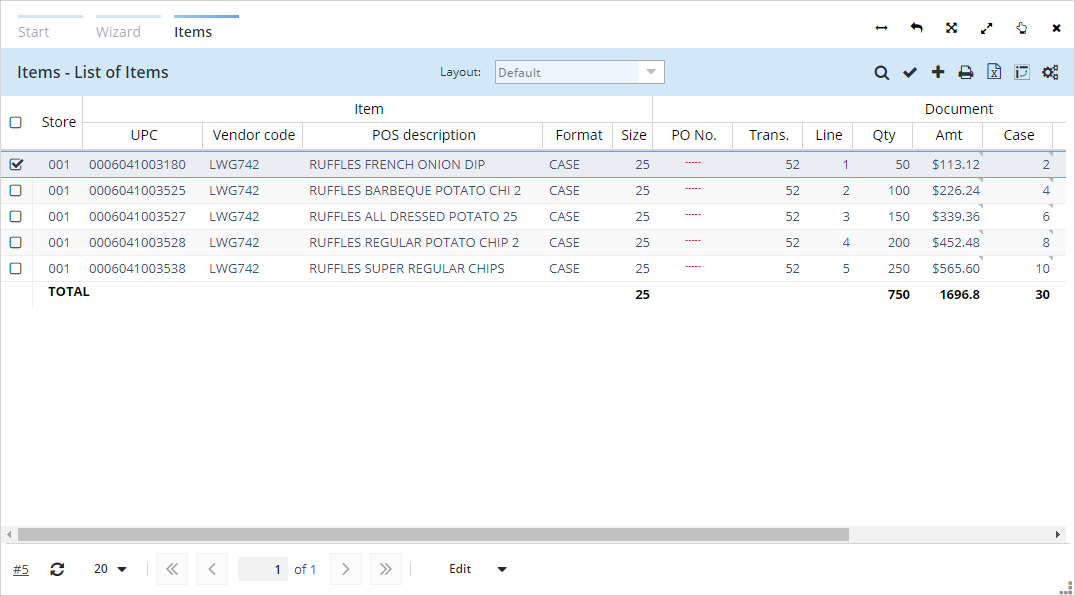 Start Wizard Items
Items - List of Items Layout: Default
Item Document
Store UPC Vendor code POS description Format Size PO No. Trans. Line Qty Amt Case
001 0006041003180 LWG742 RUFFLES FRENCH ONION DIP CASE 25 ----- 52 1 50 $113.12 2
001 0006041003525 LWG742 RUFFLES BARBEQUE POTATO CHI 2 CASE 25 ----- 52 2 100 $226.24 4
001 0006041003527 LWG742 RUFFLES ALL DRESSED POTATO 25 CASE 25 ----- 52 3 150 $339.36 6
001 0006041003528 LWG742 RUFFLES REGULAR POTATO CHIP 2 CASE 25 ----- 52 4 200 $452.48 8
001 0006041003538 LWG742 RUFFLES SUPER REGULAR CHIPS CASE 25 ----- 52 5 250 $565.60 10
TOTAL 25 750 1696.8 30
#5 20 1 of 1 Edit